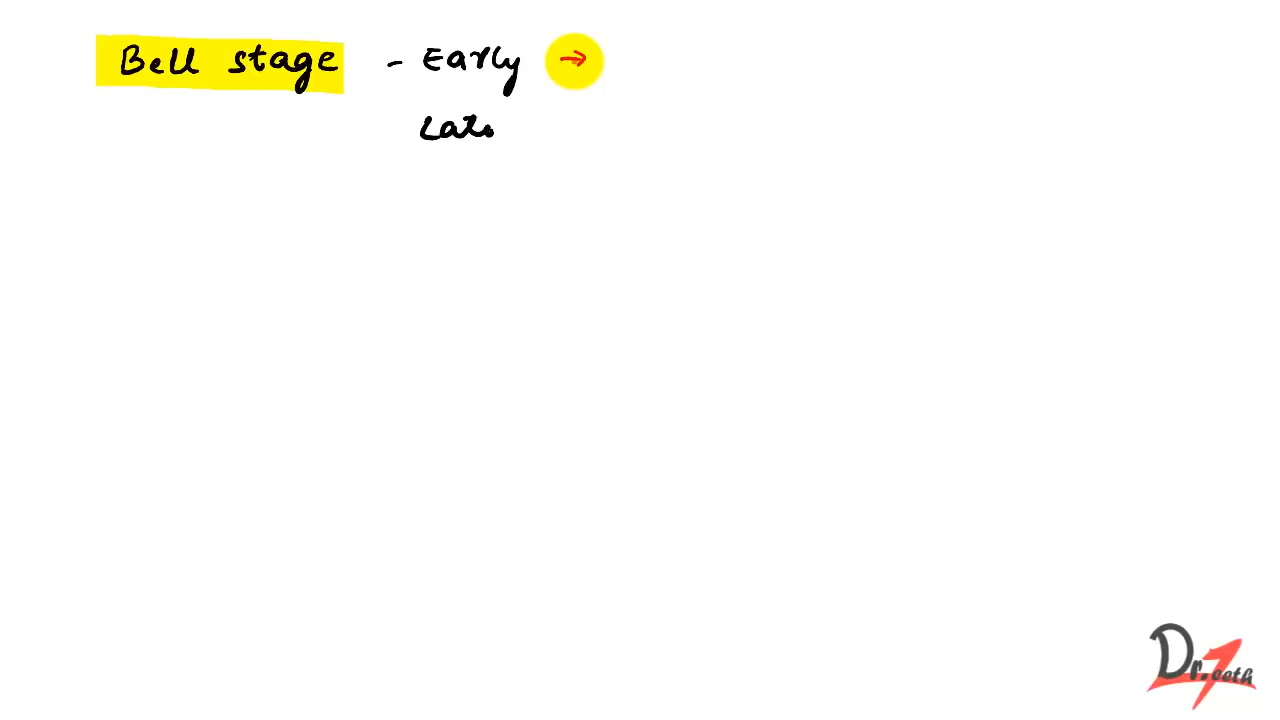 Bell stage - Early →
Late
Dr. teeth